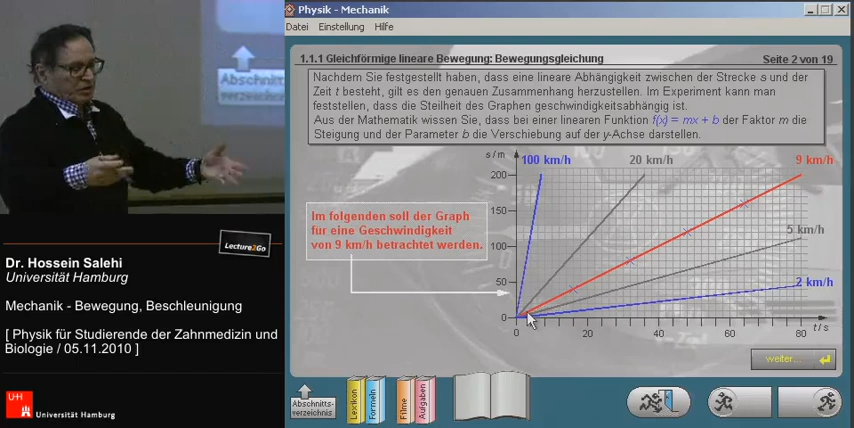 Abschnitts-
verzeichnis
Lecture2Go
Dr. Hossein Salehi
Universität Hamburg
Mechanik - Bewegung, Beschleunigung
[ Physik für Studierende der Zahnmedizin und
Biologie / 05.11.2010 ]
UH
Universität Hamburg
Physik - Mechanik
Datei Einstellung Hilfe
1.1.1 Gleichförmige lineare Bewegung: Bewegungsgleichung Seite 2 von 19
Nachdem Sie festgestellt haben, dass eine lineare Abhängigkeit zwischen der Strecke s und der
Zeit t besteht, gilt es den genauen Zusammenhang herzustellen. Im Experiment kann man
feststellen, dass die Steilheit des Graphen geschwindigkeitsabhängig ist.
Aus der Mathematik wissen Sie, dass bei einer linearen Funktion f(x) = mx + b der Faktor m die
Steigung und der Parameter b die Verschiebung auf der y-Achse darstellen.
s / m 100 km/h 20 km/h 9 km/h
200
150
Im folgenden soll der Graph
für eine Geschwindigkeit
von 9 km/h betrachtet werden.
5 km/h
100
50
2 km/h
0
0 20 40 60 80 t / s
weiter...
Abschnitts-
verzeichnis
Lexikon
Formeln
Filme
Aufgaben